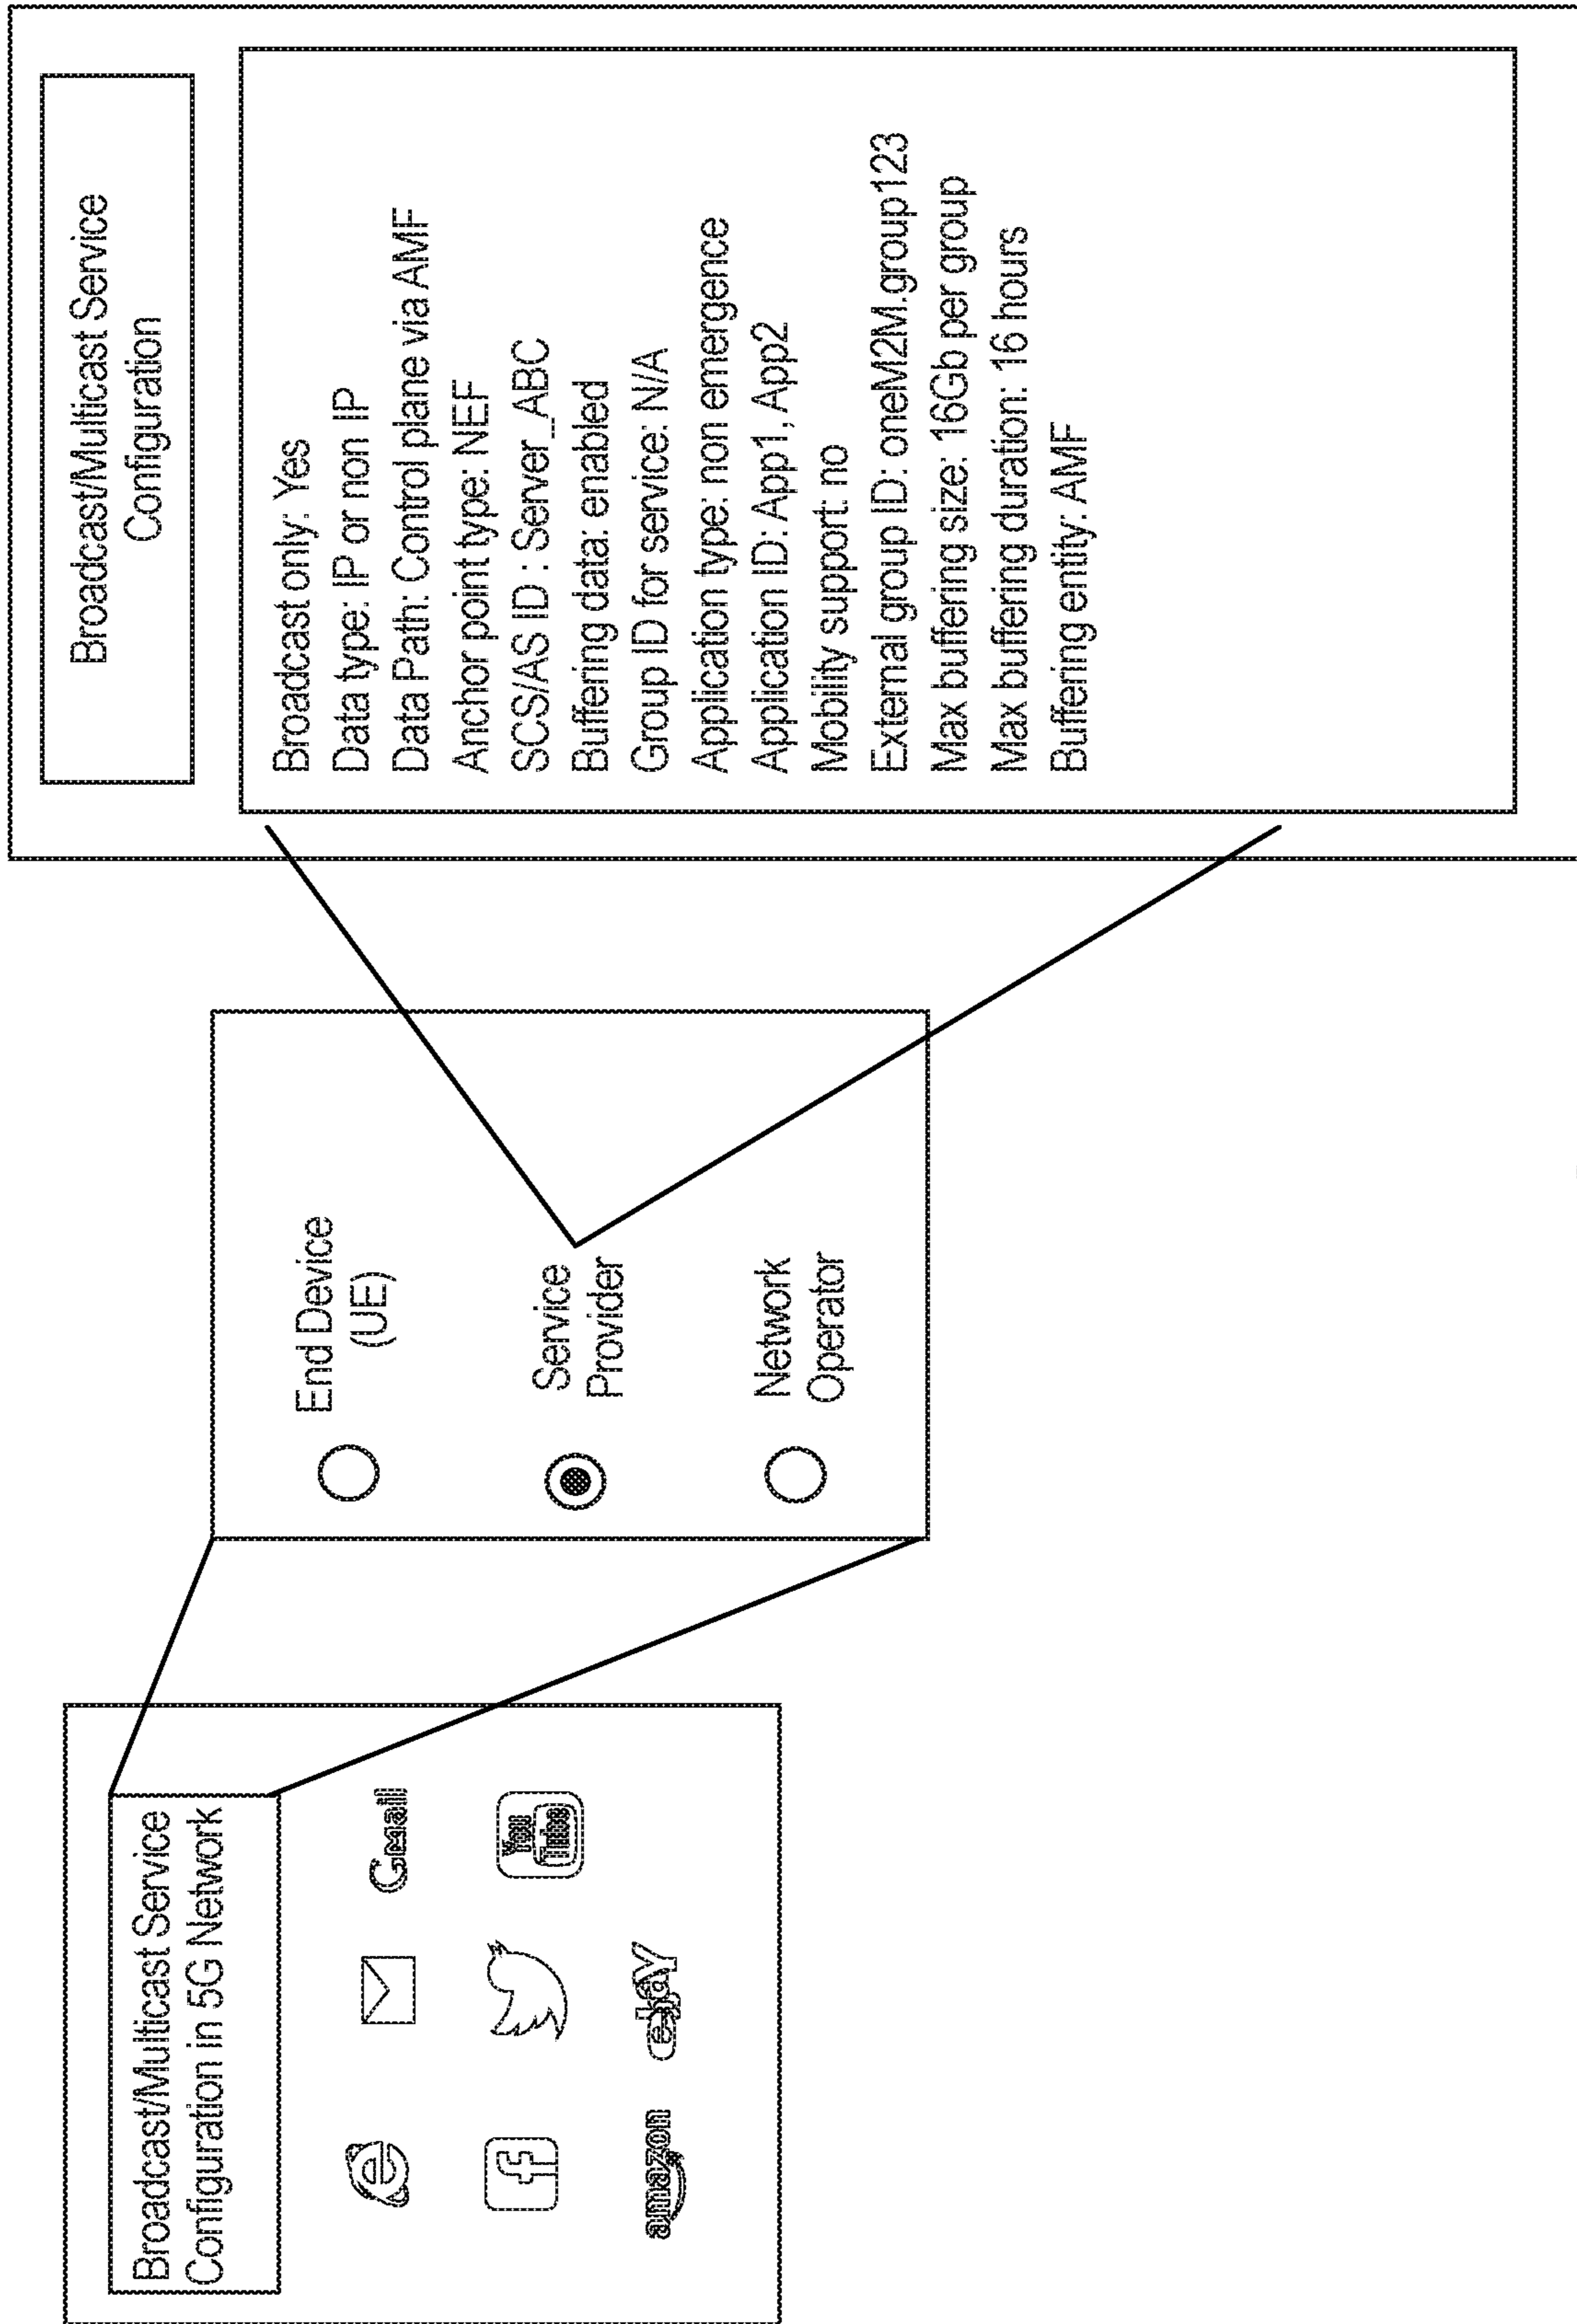 Broadcast/Multicast Service
Configuration in 5G Network
e
Gmail
f
You
Tube
amazon
ebaY
End Device
(UE)
Service
Provider
Network
Operator
Broadcast/Multicast Service
Configuration
Broadcast only: Yes
Data type: IP or non IP
Data Path: Control plane via AMF
Anchor point type: NEF
SCS/AS ID : Server_ABC
Buffering data: enabled
Group ID for service: N/A
Application type: non emergence
Application ID: App1, App2
Mobility support: no
External group ID: oneM2M.group123
Max buffering size: 16Gb per group
Max buffering duration: 16 hours
Buffering entity: AMF